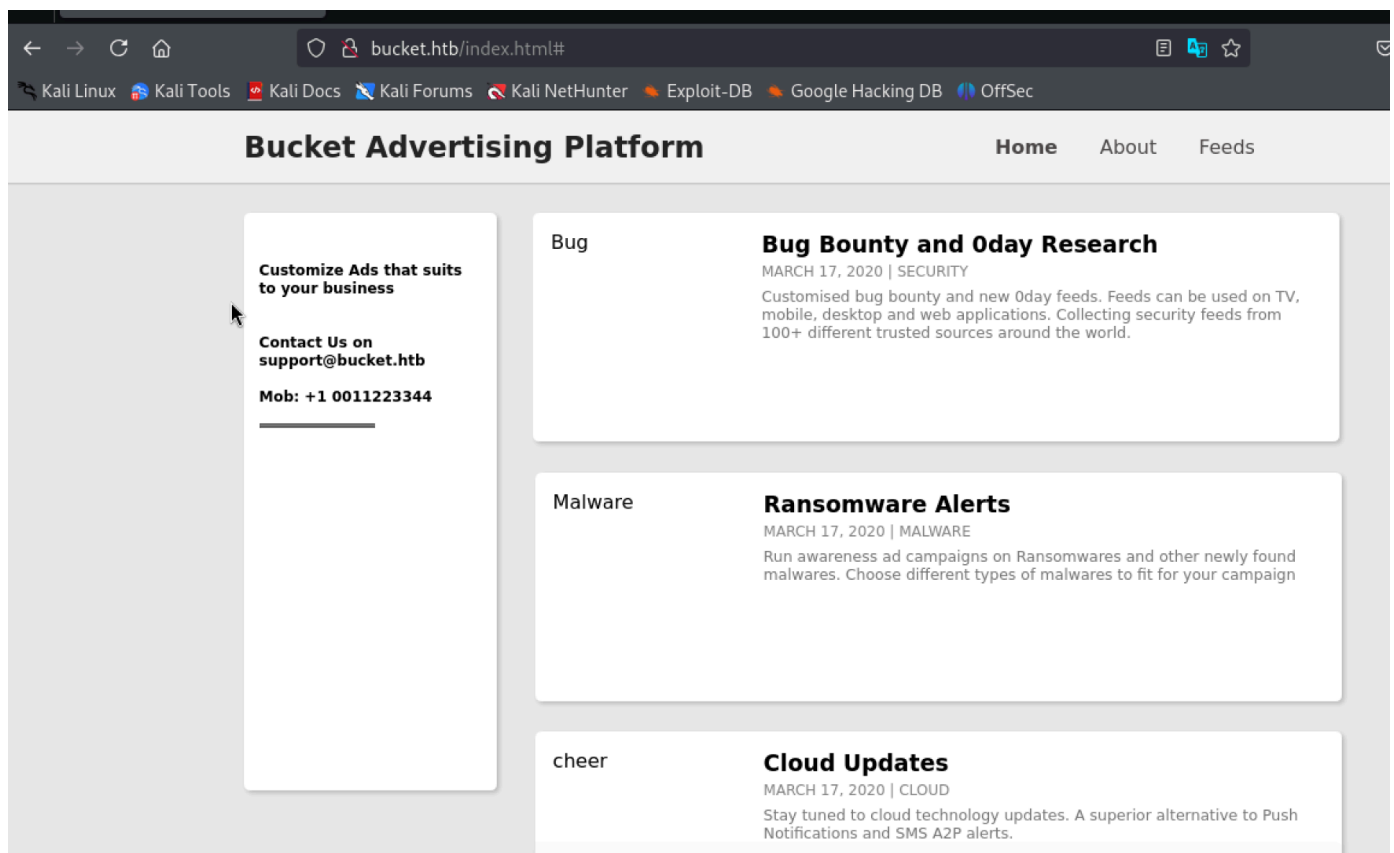 bucket.htb/index.html#
Kali Linux Kali Tools Kali Docs Kali Forums Kali NetHunter Exploit-DB Google Hacking DB OffSec
Bucket Advertising Platform
Home About Feeds
Customize Ads that suits
to your business
Contact Us on
support@bucket.htb
Mob: +1 0011223344
Bug
Bug Bounty and 0day Research
MARCH 17, 2020 | SECURITY
Customised bug bounty and new 0day feeds. Feeds can be used on TV,
mobile, desktop and web applications. Collecting security feeds from
100+ different trusted sources around the world.
Malware
Ransomware Alerts
MARCH 17, 2020 | MALWARE
Run awareness ad campaigns on Ransomwares and other newly found
malwares. Choose different types of malwares to fit for your campaign
cheer
Cloud Updates
MARCH 17, 2020 | CLOUD
Stay tuned to cloud technology updates. A superior alternative to Push
Notifications and SMS A2P alerts.